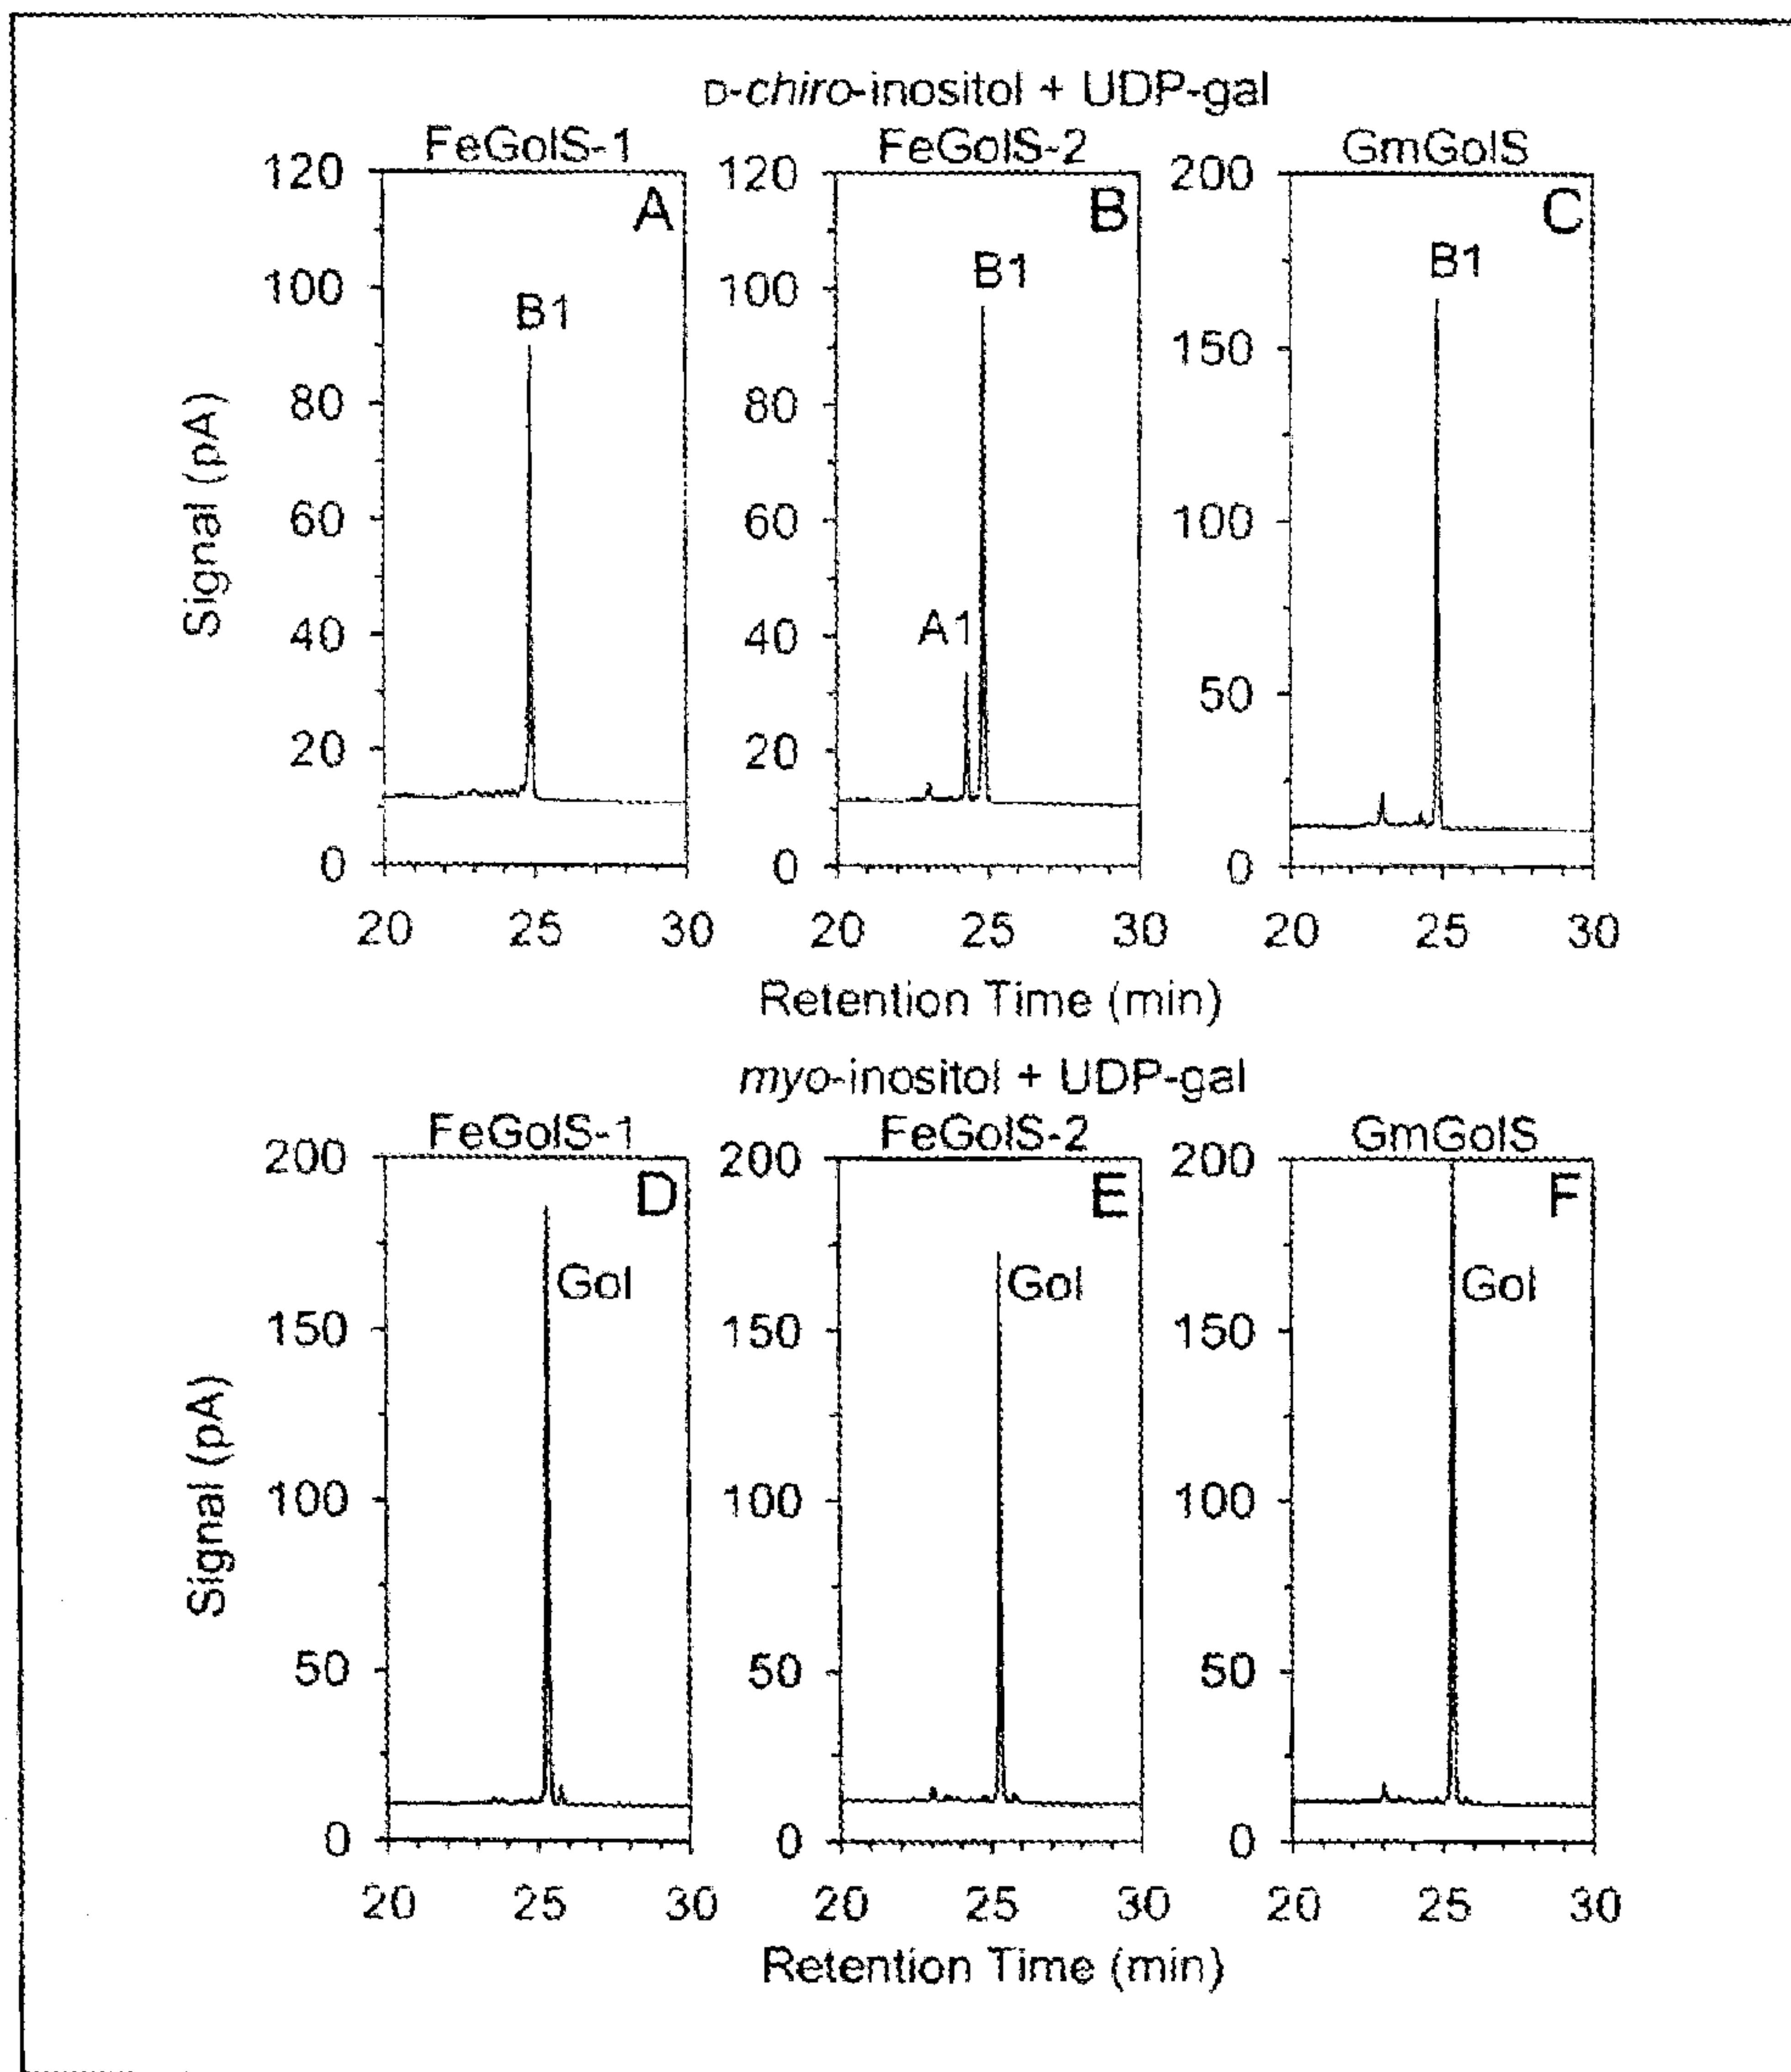 D-chiro-inositol + UDP-gal
FeGolS-1 FeGolS-2 GmGolS
A B C
120 100 80 60 40 20 0
120 100 80 60 40 20 0
200 150 100 50 0
B1
A1 B1
B1
Signal (pA)
20 25 30 20 25 30 20 25 30
Retention Time (min)
myo-inositol + UDP-gal
FeGolS-1 FeGolS-2 GmGolS
D E F
200 150 100 50 0
200 150 100 50 0
200 150 100 50 0
Gol Gol Gol
Signal (pA)
20 25 30 20 25 30 20 25 30
Retention Time (min)